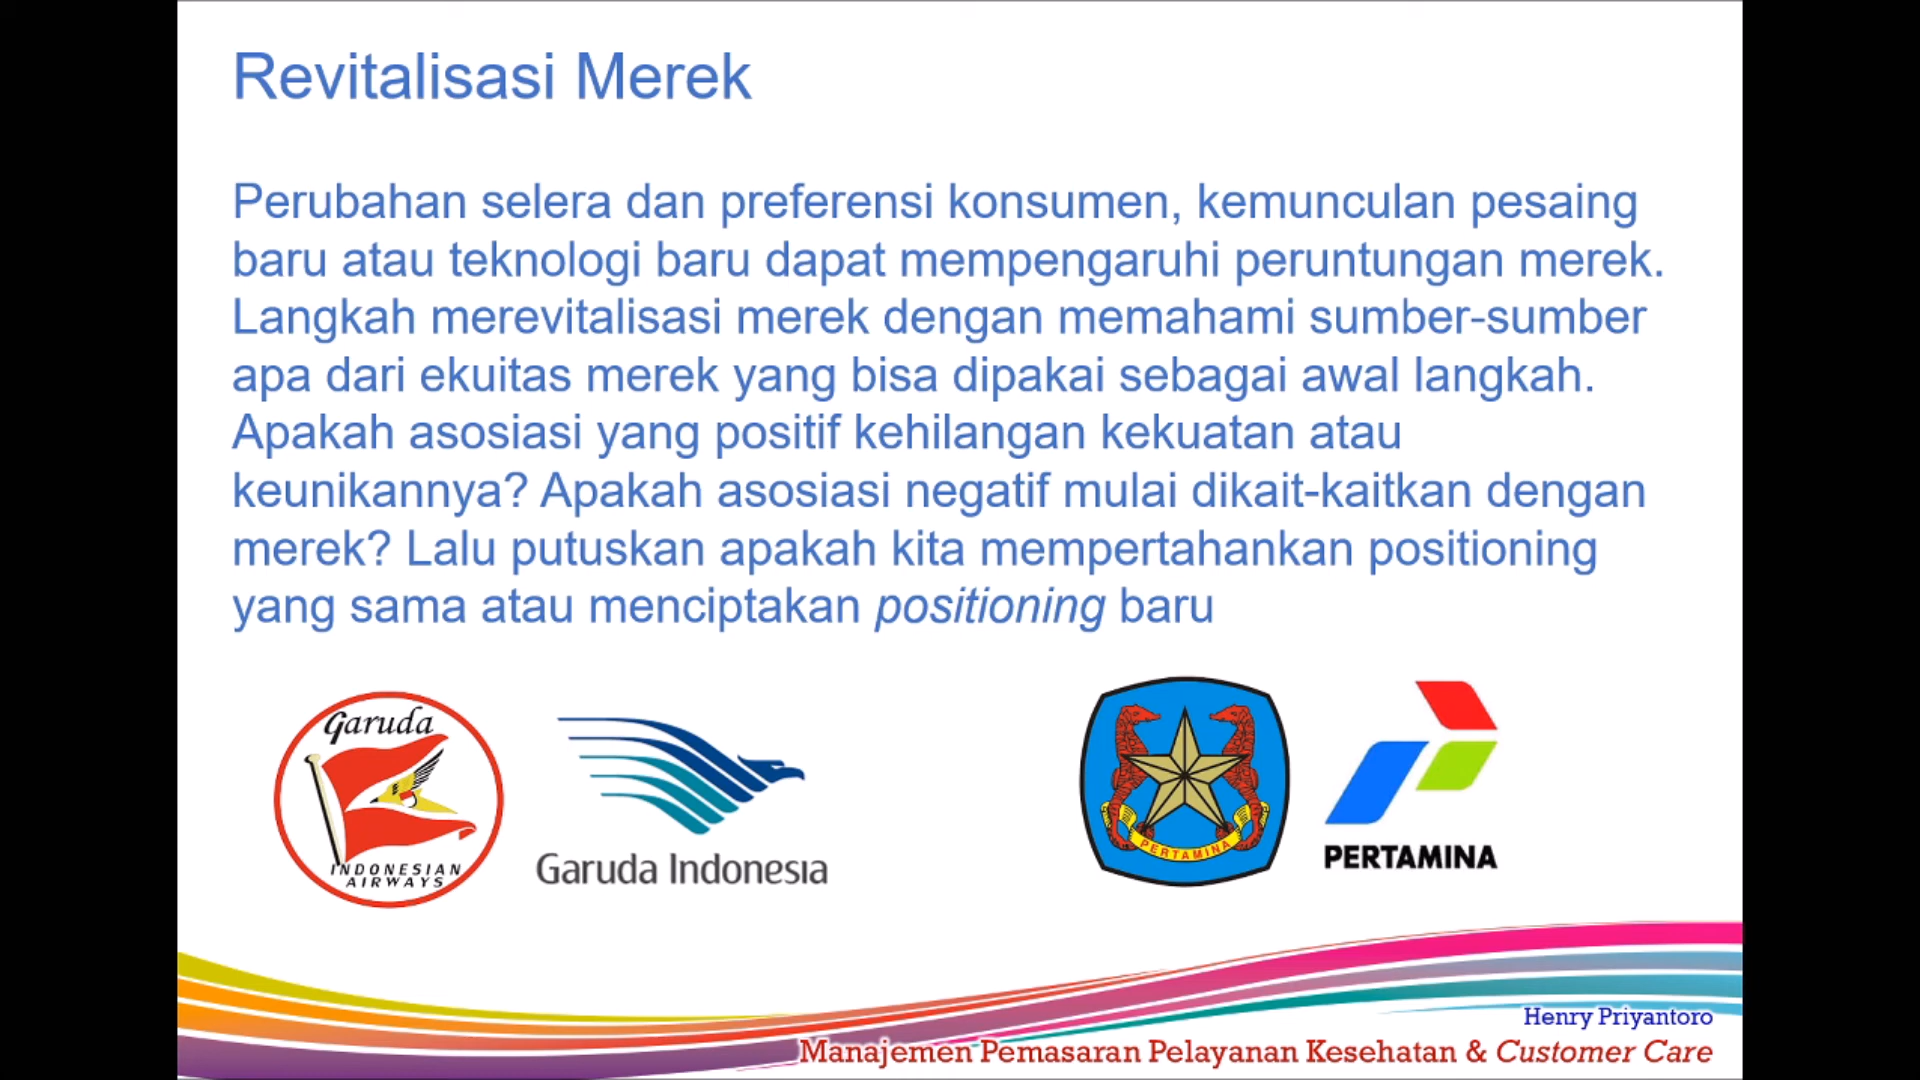 Revitalisasi Merek
Perubahan selera dan preferensi konsumen, kemunculan pesaing
baru atau teknologi baru dapat mempengaruhi peruntungan merek.
Langkah merevitalisasi merek dengan memahami sumber-sumber
apa dari ekuitas merek yang bisa dipakai sebagai awal langkah.
Apakah asosiasi yang positif kehilangan kekuatan atau
keunikannya? Apakah asosiasi negatif mulai dikait-kaitkan dengan
merek? Lalu putuskan apakah kita mempertahankan positioning
yang sama atau menciptakan positioning baru
Garuda
INDONESIAN
AIRWAYS
Garuda Indonesia
PERTAMINA
PERTAMINA
Henry Priyantoro
Manajemen Pemasaran Pelayanan Kesehatan & Customer Care